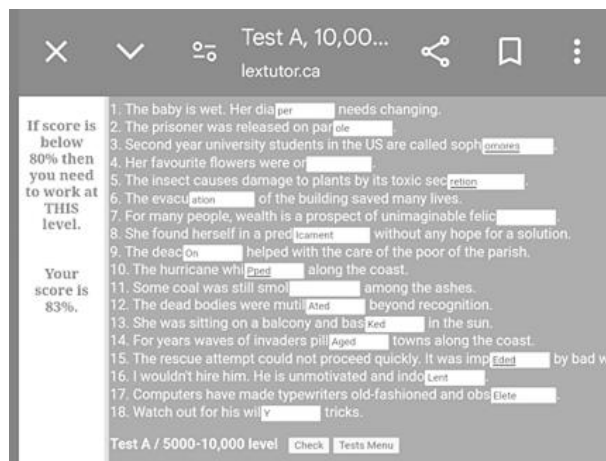 Test A, 10,00...
lextutor.ca
If score is
below
80% then
you need
to work at
THIS
level.
Your
score is
83%.
1. The baby is wet. Her dia per needs changing.
2. The prisoner was released on par ole .
3. Second year university students in the US are called soph omores .
4. Her favourite flowers were or .
5. The insect causes damage to plants by its toxic sec retion .
6. The evacu ation of the building saved many lives.
7. For many people, wealth is a prospect of unimaginable felic .
8. She found herself in a pred Icament without any hope for a solution.
9. The deac On helped with the care of the poor of the parish.
10. The hurricane whi Pped along the coast.
11. Some coal was still smol among the ashes.
12. The dead bodies were mutil Ated beyond recognition.
13. She was sitting on a balcony and bas Ked in the sun.
14. For years waves of invaders pill Aged towns along the coast.
15. The rescue attempt could not proceed quickly. It was imp Eded by bad w
16. I wouldn't hire him. He is unmotivated and indo Lent .
17. Computers have made typewriters old-fashioned and obs Elete .
18. Watch out for his wil Y tricks.
Test A / 5000-10,000 level Check Tests Menu